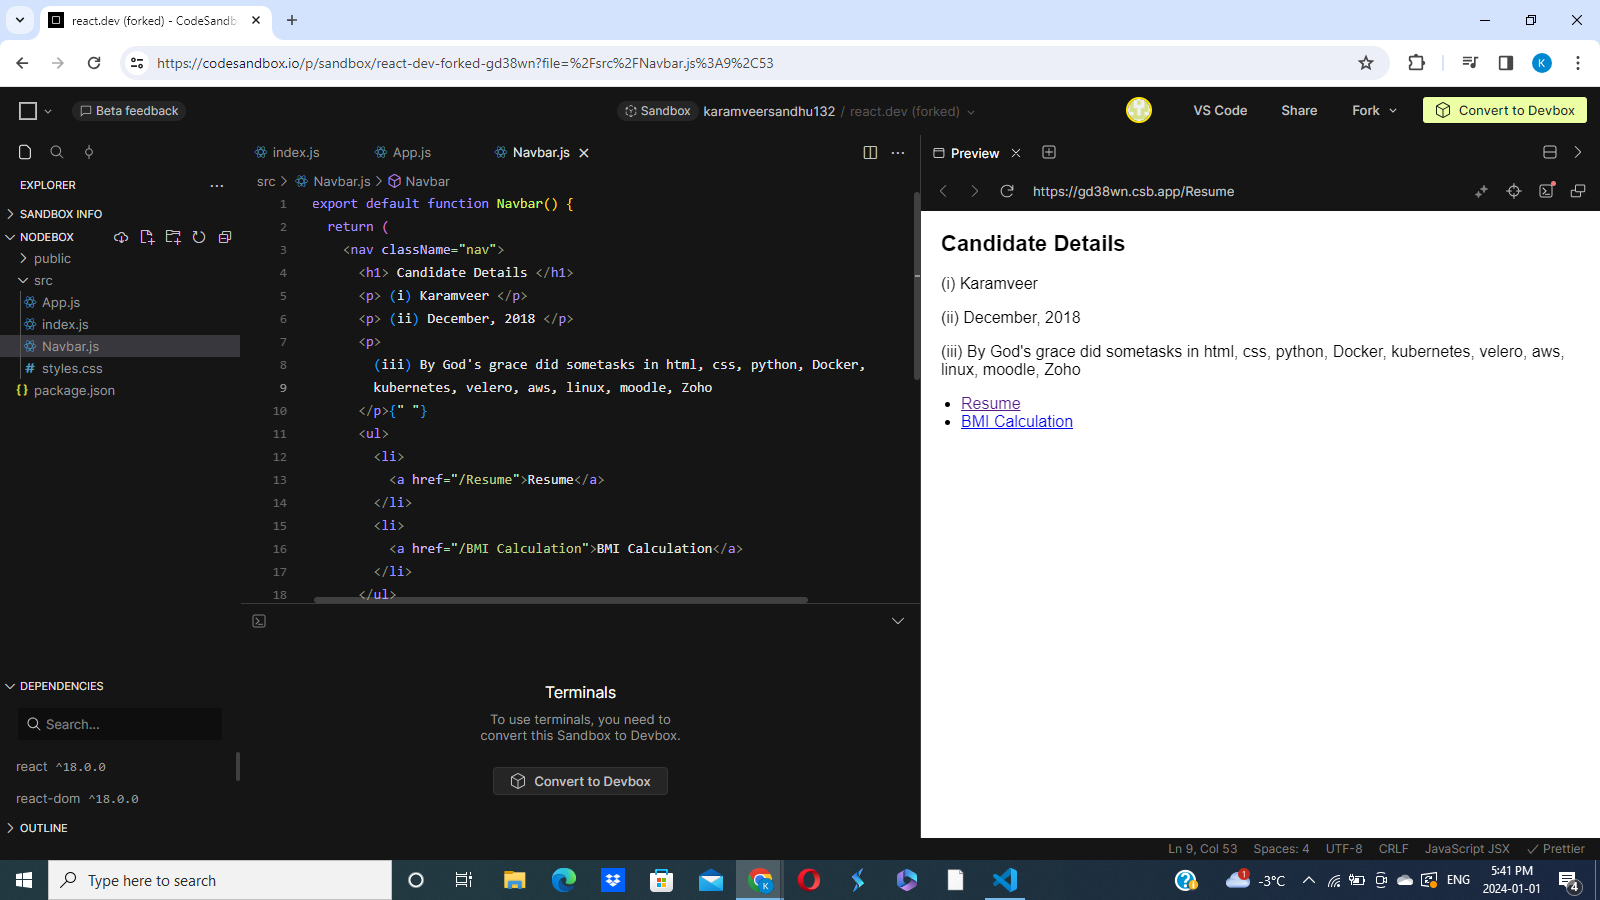 react.dev (forked) - CodeSandb
https://codesandbox.io/p/sandbox/react-dev-forked-gd38wn?file=%2Fsrc%2FNavbar.js%3A9%2C53
K
Beta feedback
Sandbox karamveersandhu132 / react.dev (forked)
VS Code Share Fork Convert to Devbox
index.js App.js Navbar.js
Preview
EXPLORER
src > Navbar.js > Navbar
https://gd38wn.csb.app/Resume
SANDBOX INFO
NODEBOX
public
src
App.js
index.js
Navbar.js
styles.css
package.json
1 export default function Navbar() {
2 return (
3 <nav className="nav">
4 <h1> Candidate Details </h1>
5 <p> (i) Karamveer </p>
6 <p> (ii) December, 2018 </p>
7 <p>
8 (iii) By God's grace did sometasks in html, css, python, Docker,
9 kubernetes, velero, aws, linux, moodle, Zoho
10 </p>{" "}
11 <ul>
12 <li>
13 <a href="/Resume">Resume</a>
14 </li>
15 <li>
16 <a href="/BMI Calculation">BMI Calculation</a>
17 </li>
18 </ul>
Candidate Details
(i) Karamveer
(ii) December, 2018
(iii) By God's grace did sometasks in html, css, python, Docker, kubernetes, velero, aws,
linux, moodle, Zoho
Resume
BMI Calculation
Terminals
To use terminals, you need to
convert this Sandbox to Devbox.
Convert to Devbox
DEPENDENCIES
Search...
react ^18.0.0
react-dom ^18.0.0
OUTLINE
Ln 9, Col 53 Spaces: 4 UTF-8 CRLF JavaScript JSX Prettier
Type here to search
K
1
-3°C
ENG
5:41 PM
2024-01-01
4